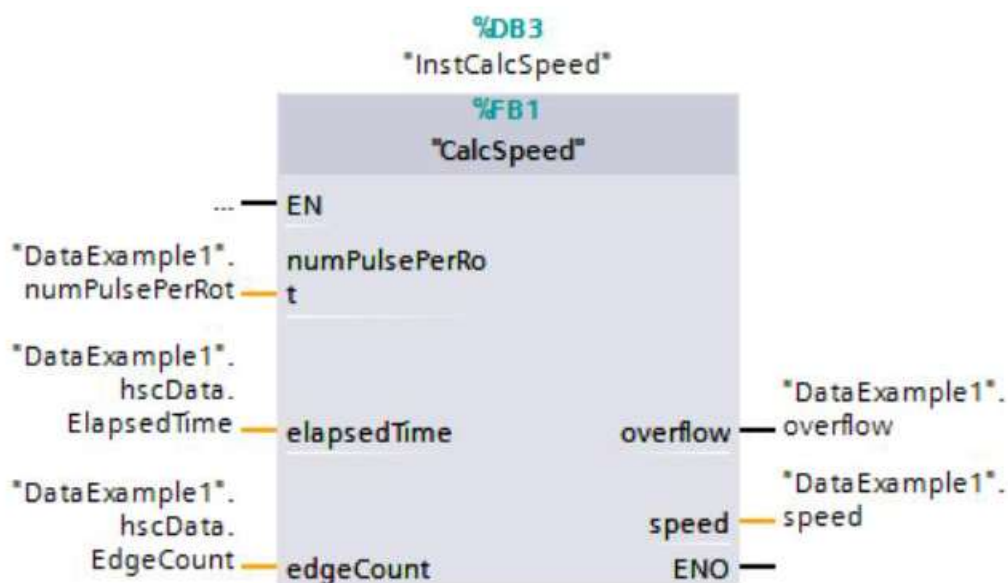 %DB3
"InstCalcSpeed"
%FB1
"CalcSpeed"
... EN
"DataExample1".
numPulsePerRot
numPulsePerRo
t
"DataExample1".
hscData.
ElapsedTime
elapsedTime
overflow
"DataExample1".
overflow
"DataExample1".
hscData.
EdgeCount
edgeCount
speed
"DataExample1".
speed
ENO